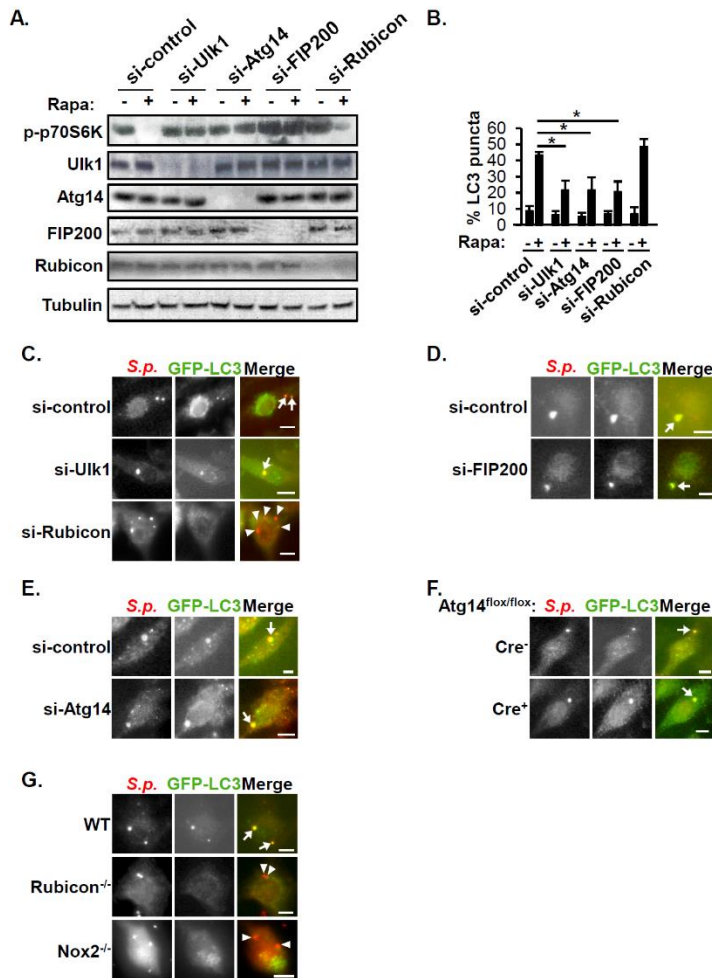 A.
si-control si-Ulk1 si-Atg14 si-FIP200 si-Rubicon
Rapa: - + - + - + - + - +
p-p70S6K
Ulk1
Atg14
FIP200
Rubicon
Tubulin
B.
% LC3 puncta
60
50
40
30
20
10
0
*
*
*
Rapa: - + - + - + - + - +
si-control
si-Ulk1
si-Atg14
si-FIP200
si-Rubicon
C.
S.p. GFP-LC3 Merge
si-control
si-Ulk1
si-Rubicon
D.
S.p. GFP-LC3 Merge
si-control
si-FIP200
E.
S.p. GFP-LC3 Merge
si-control
si-Atg14
F.
Atg14flox/flox: S.p. GFP-LC3 Merge
Cre-
Cre+
G.
S.p. GFP-LC3 Merge
WT
Rubicon-/-
Nox2-/-